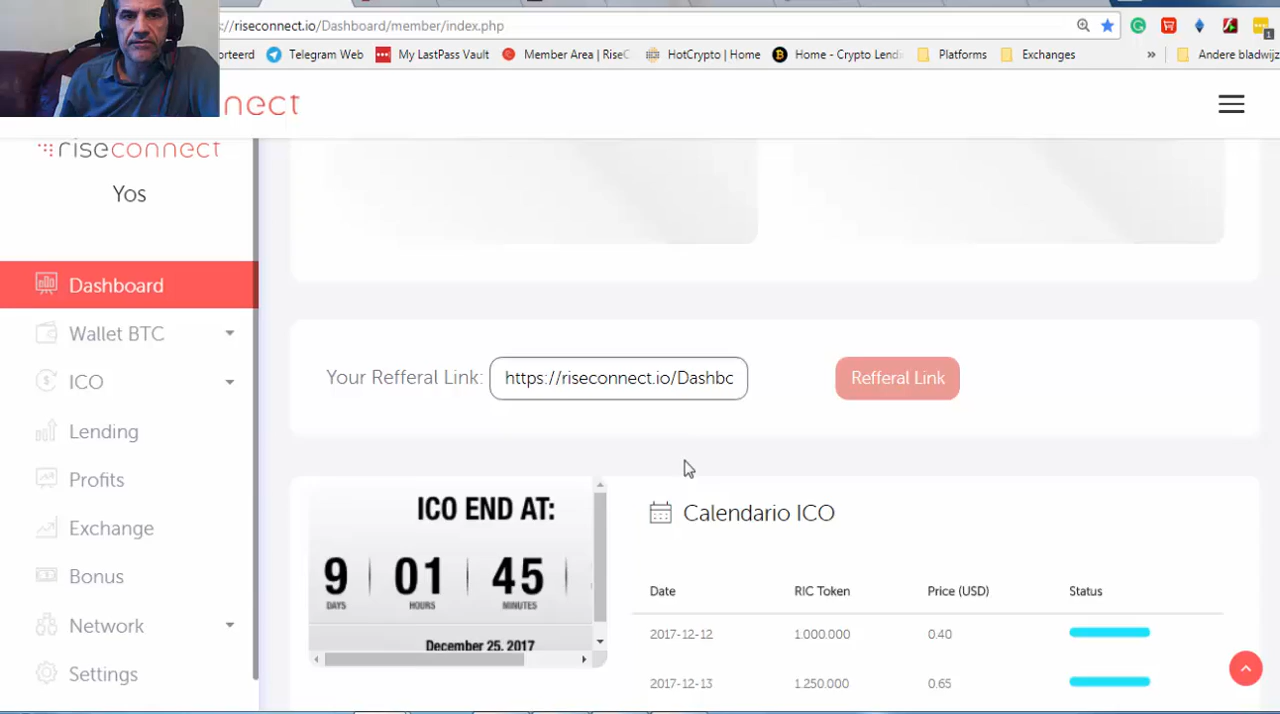 ://riseconnect.io/Dashboard/member/index.php
1
orteerd Telegram Web My LastPass Vault Member Area | RiseC HotCrypto | Home Home - Crypto Lend Platforms Exchanges » Andere bladwijz
nect
riseconnect
Yos
Dashboard
Wallet BTC
ICO
Lending
Profits
Exchange
Bonus
Network
Settings
Your Refferal Link: https://riseconnect.io/Dashbc Refferal Link
ICO END AT:
9 01 45
DAYS HOURS MINUTES
December 25, 2017
Calendario ICO
Date RIC Token Price (USD) Status
2017-12-12 1.000.000 0.40
2017-12-13 1.250.000 0.65